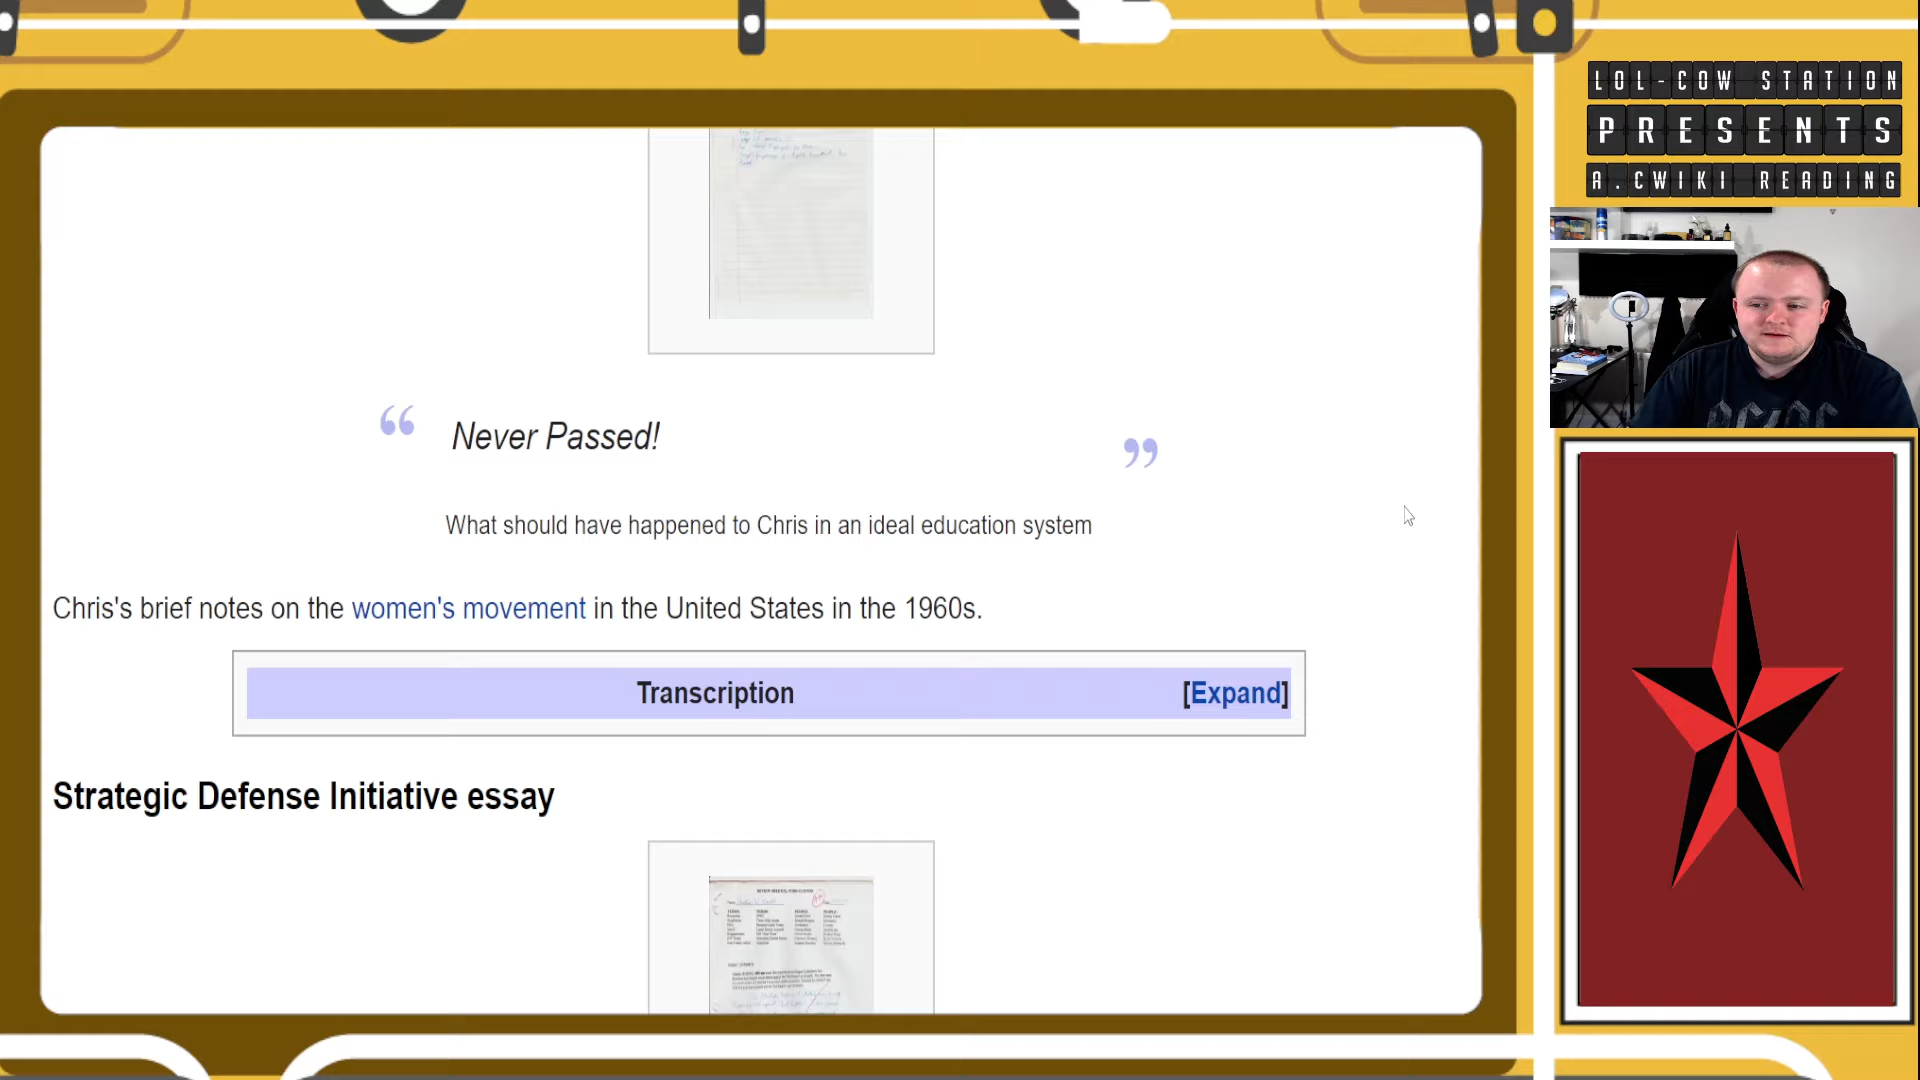 LOL-COW STATION
PRESENTS
A.CWIKI READING
“ Never Passed! ”
What should have happened to Chris in an ideal education system
Chris's brief notes on the women's movement in the United States in the 1960s.
Transcription [Expand]
Strategic Defense Initiative essay